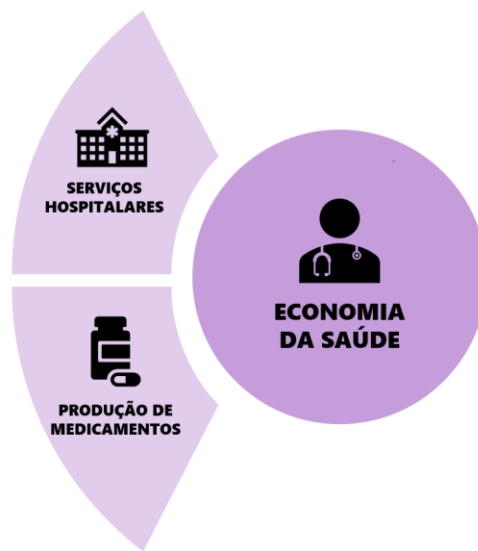 SERVIÇOS
HOSPITALARES
ECONOMIA
DA SAÚDE
PRODUÇÃO DE
MEDICAMENTOS